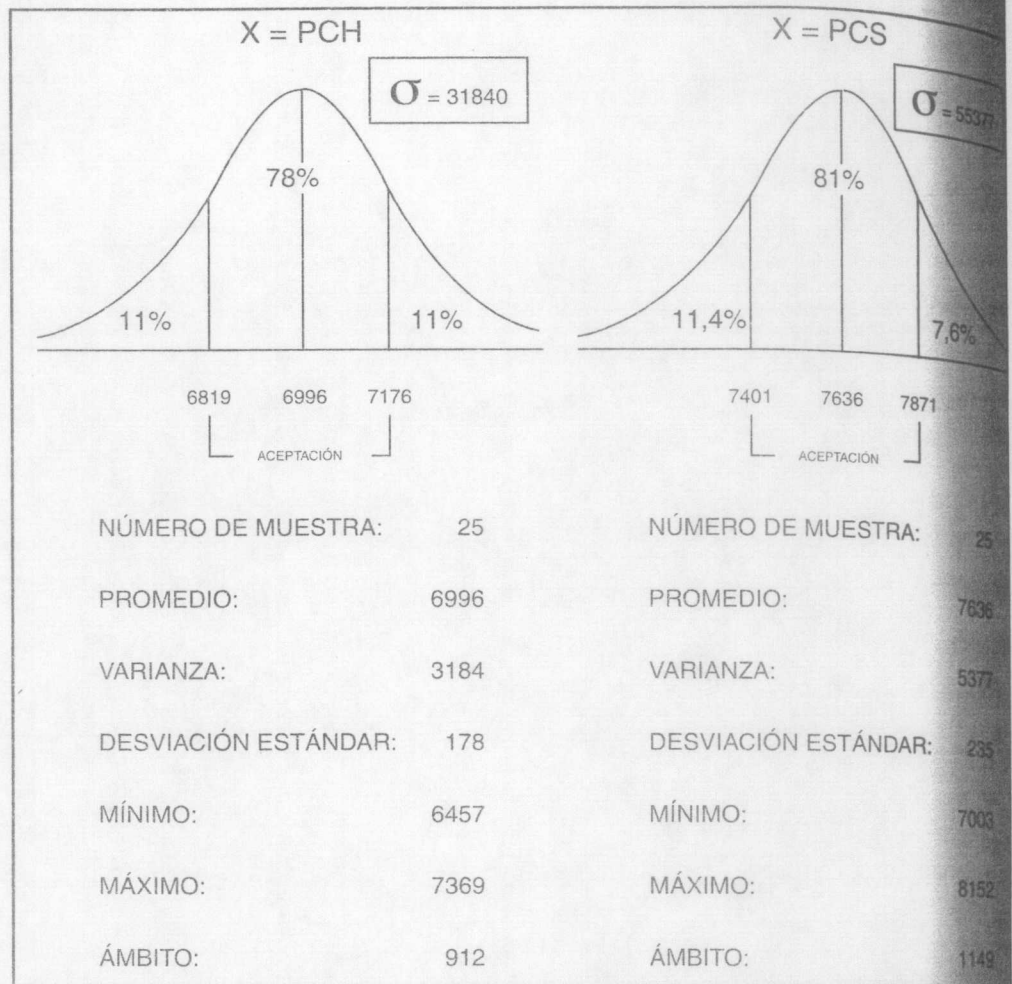 X = PCH
σ = 31840
78%
11%
11%
6819 6996 7176
ACEPTACIÓN
X = PCS
σ = 55377
81%
11,4%
7,6%
7401 7636 7871
ACEPTACIÓN
NÚMERO DE MUESTRA: 25
PROMEDIO: 6996
VARIANZA: 3184
DESVIACIÓN ESTÁNDAR: 178
MÍNIMO: 6457
MÁXIMO: 7369
ÁMBITO: 912
NÚMERO DE MUESTRA: 25
PROMEDIO: 7636
VARIANZA: 5377
DESVIACIÓN ESTÁNDAR: 235
MÍNIMO: 7003
MÁXIMO: 8152
ÁMBITO: 1149